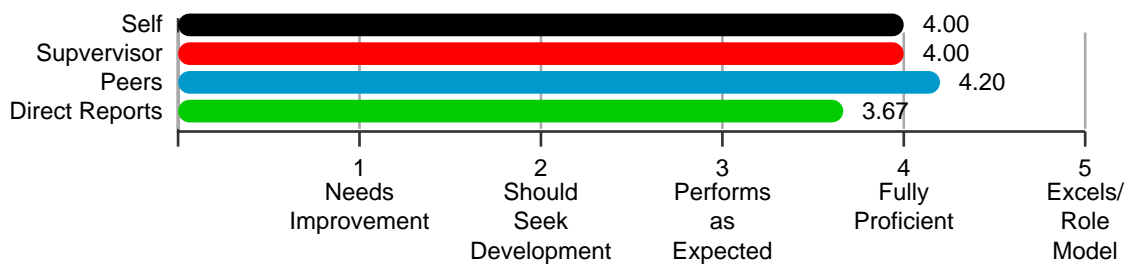 Self 4.00
Supvervisor 4.00
Peers 4.20
Direct Reports 3.67
1 2 3 4 5
Needs Should Performs Fully Excels/
Improvement Seek as Proficient Role
Development Expected Model